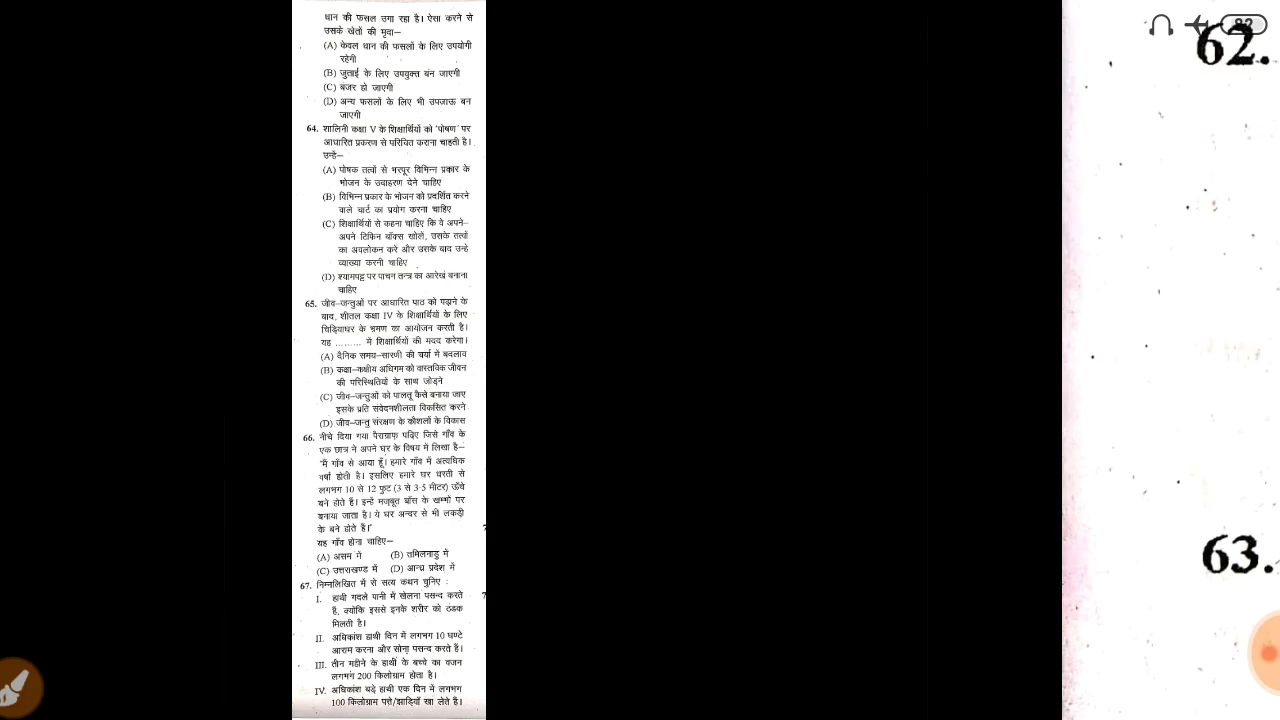 धान की फसल उगा रहा है। ऐसा करने से
उसके खेतों की मृदा—
(A) केवल धान की फसलों के लिए उपयोगी
रहेगी
(B) जुताई के लिए उपयुक्त बन जाएगी
(C) बंजर हो जाएगी
(D) अन्य फसलों के लिए भी उपजाऊ बन
जाएगी
64. शालिनी कक्षा V के शिक्षार्थियों को 'पोषण' पर
आधारित प्रकरण से परिचित कराना चाहती है।
उन्हें—
(A) पोषक तत्वों से भरपूर विभिन्न प्रकार के
भोजन के उदाहरण देने चाहिए
(B) विभिन्न प्रकार के भोजन को प्रदर्शित करने
वाले चार्ट का प्रयोग करना चाहिए
(C) शिक्षार्थियों से कहना चाहिए कि वे अपने–
अपने टिफिन बॉक्स खोलें, उसके तत्वों
का अवलोकन करें और उसके बाद उन्हें
व्याख्या करनी चाहिए
(D) श्यामपट्ट पर पाचन तन्त्र का आरेख बनाना
चाहिए
65. जीव–जन्तुओं पर आधारित पाठ को पढ़ाने के
बाद, शीतल कक्षा IV के शिक्षार्थियों के लिए
चिड़ियाघर के भ्रमण का आयोजन करती है।
यह ......... में शिक्षार्थियों की मदद करेगा।
(A) दैनिक समय–सारणी की चर्या में बदलाव
(B) कक्षा–कक्षीय अधिगम को वास्तविक जीवन
की परिस्थितियों के साथ जोड़ने
(C) जीव–जन्तुओं को पालतू कैसे बनाया जाए
इसके प्रति संवेदनशीलता विकसित करने
(D) जीव–जन्तु संरक्षण के कौशलों के विकास
66. नीचे दिया गया पैराग्राफ पढ़िए जिसे गाँव के
एक छात्र ने अपने घर के विषय में लिखा है—
"मैं गाँव से आया हूँ। हमारे गाँव में अत्यधिक
वर्षा होती है। इसलिए हमारे घर धरती से
लगभग 10 से 12 फुट (3 से 3·5 मीटर) ऊँचे
बने होते हैं। इन्हें मजबूत बाँस के खम्भों पर
बनाया जाता है। ये घर अन्दर से भी लकड़ी
के बने होते हैं।"
यह गाँव होना चाहिए—
(A) असम में (B) तमिलनाडु में
(C) उत्तराखण्ड में (D) आन्ध्र प्रदेश में
67. निम्नलिखित में से सत्य कथन चुनिए :
I. हाथी गदले पानी में खेलना पसन्द करते
हैं, क्योंकि इससे इनके शरीर को ठंडक
मिलती है।
II. अधिकांश हाथी दिन में लगभग 10 घण्टे
आराम करना और सोना पसन्द करते हैं।
III. तीन महीने के हाथी के बच्चे का वजन
लगभग 200 किलोग्राम होता है।
IV. अधिकांश बड़े हाथी एक दिन में लगभग
100 किलोग्राम पत्ते/झाड़ियाँ खा लेते हैं।
62.
63.